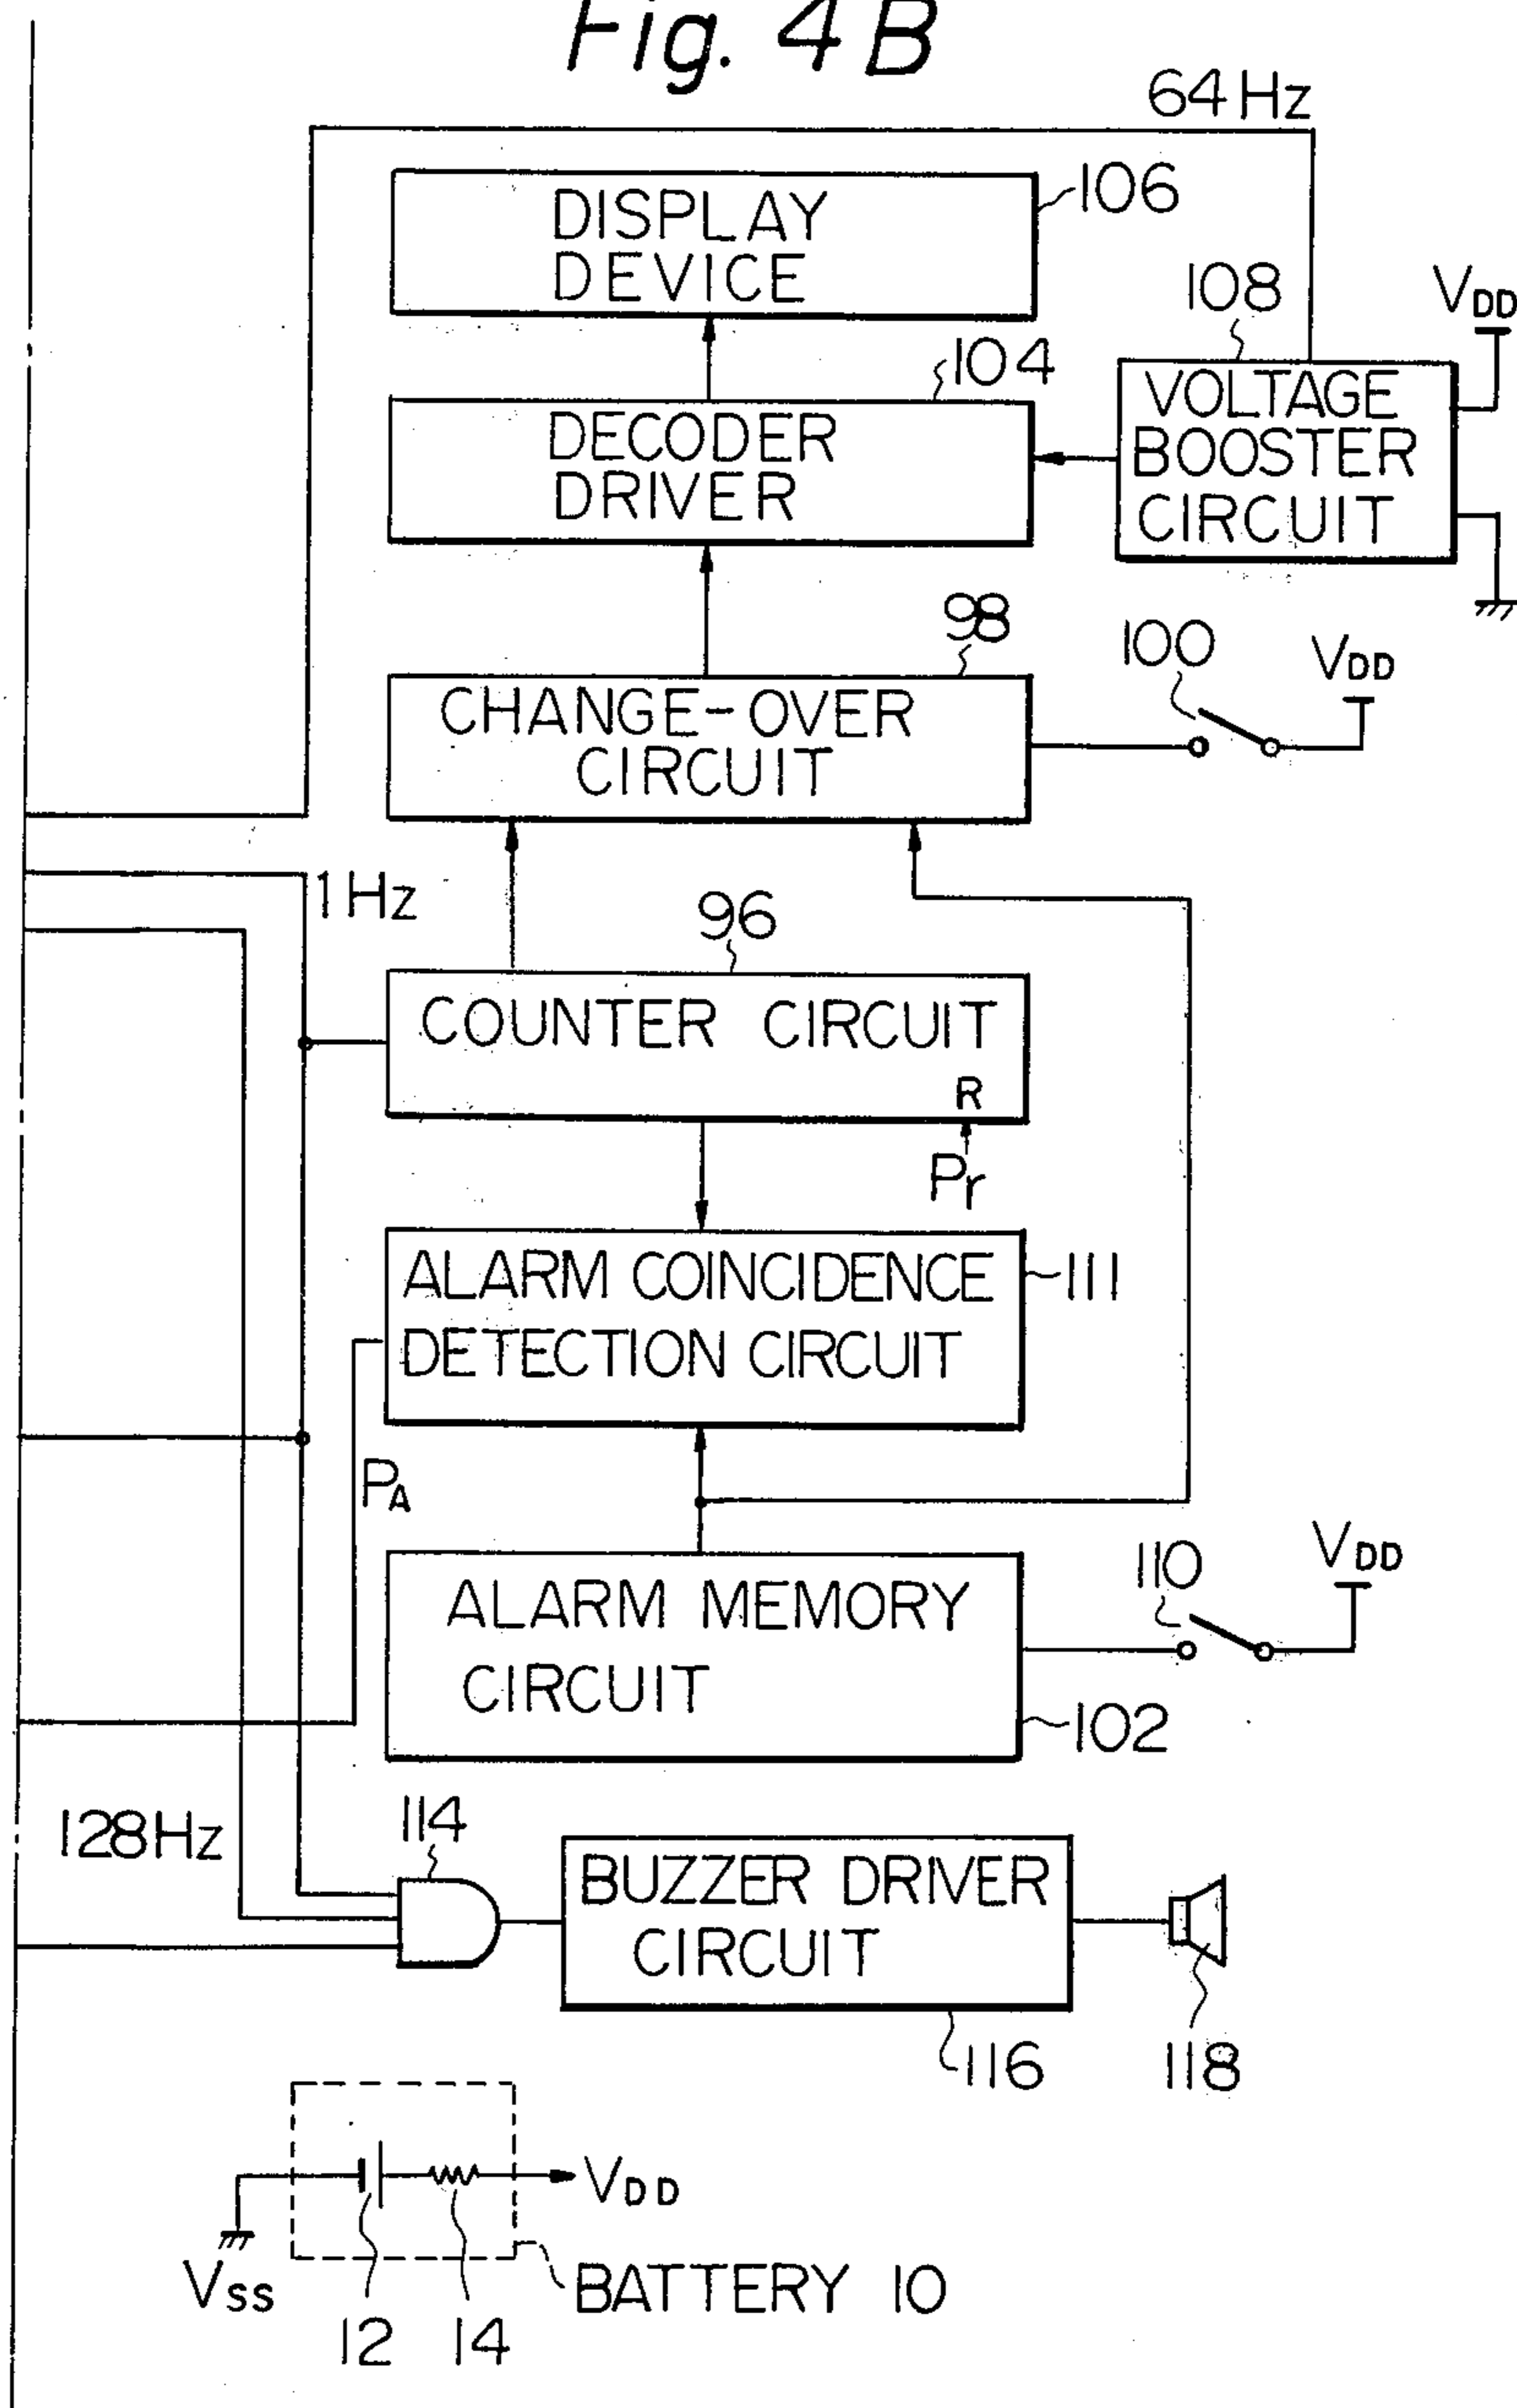 Fig. 4B
64Hz
DISPLAY
DEVICE
106
108
VDD
104
DECODER
DRIVER
VOLTAGE
BOOSTER
CIRCUIT
98
100
VDD
CHANGE-OVER
CIRCUIT
1Hz
96
COUNTER CIRCUIT
R
Pr
ALARM COINCIDENCE
DETECTION CIRCUIT
111
PA
110
VDD
ALARM MEMORY
CIRCUIT
102
128Hz
114
BUZZER DRIVER
CIRCUIT
116
118
VDD
VSS
BATTERY 10
12
14